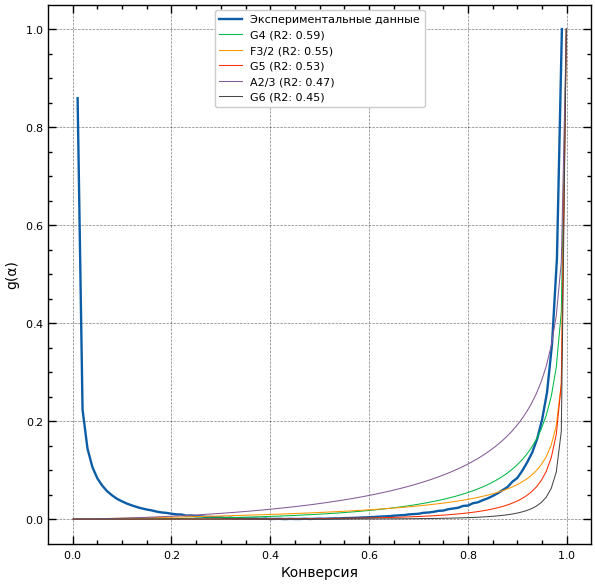 Экспериментальные данные
G4 (R2: 0.59)
F3/2 (R2: 0.55)
G5 (R2: 0.53)
A2/3 (R2: 0.47)
G6 (R2: 0.45)
g(α)
1.0
0.8
0.6
0.4
0.2
0.0
0.0 0.2 0.4 0.6 0.8 1.0
Конверсия